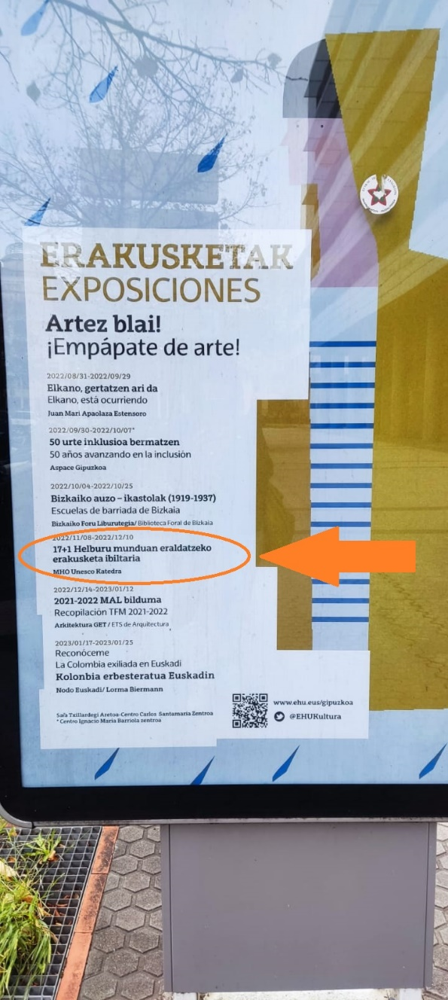 ERAKUSKETAK
EXPOSICIONES
Artez blai!
¡Empápate de arte!
2022/08/31-2022/09/29
Elkano, gertatzen ari da
Elkano, está ocurriendo
Juan Mari Apaolaza Estensoro
2022/09/30-2022/10/07*
50 urte inklusioa bermatzen
50 años avanzando en la inclusión
Aspace Gipuzkoa
2022/10/04-2022/10/25
Bizkaiko auzo – ikastolak (1919-1937)
Escuelas de barriada de Bizkaia
Bizkaiko Foru Liburutegia/ Biblioteca Foral de Bizkaia
2022/11/08-2022/12/10
17+1 Helburu munduan eraldatzeko
erakusketa ibiltaria
MHO Unesco Katedra
2022/12/14-2023/01/12
2021-2022 MAL bilduma
Recopilación TFM 2021-2022
Arkitektura GET / ETS de Arquitectura
2023/01/17-2023/01/25
Reconóceme
La Colombia exiliada en Euskadi
Kolonbia erbesteratua Euskadin
Nodo Euskadi/ Lorma Biermann
Sala Txillardegi Aretoa-Centro Carlos Santamaria Zentroa
* Centro Ignacio Maria Barriola zentroa
www.ehu.eus/gipuzkoa
@EHUKultura